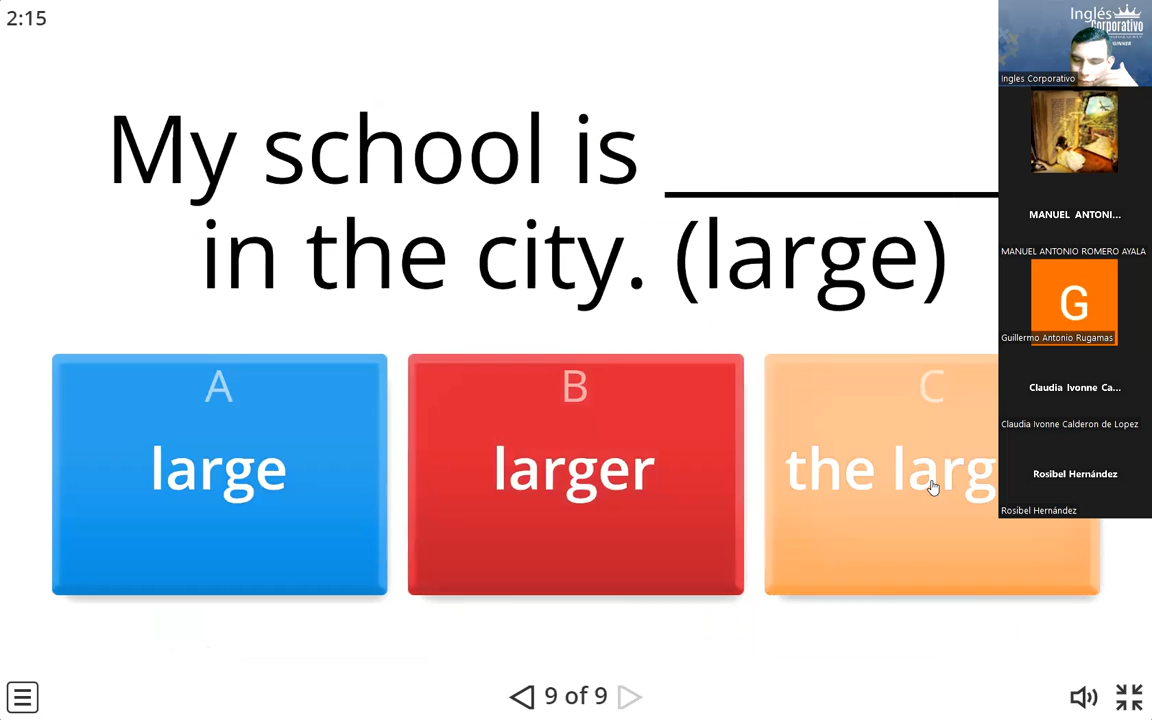 2:15
My school is ___________
in the city. (large)
A
large
B
larger
C
the larg
9 of 9
Inglés
Corporativo
Ingles Corporativo
MANUEL ANTONI...
MANUEL ANTONIO ROMERO AYALA
G
Guillermo Antonio Rugamas
Claudia Ivonne Ca...
Claudia Ivonne Calderon de Lopez
Rosibel Hernández
Rosibel Hernández